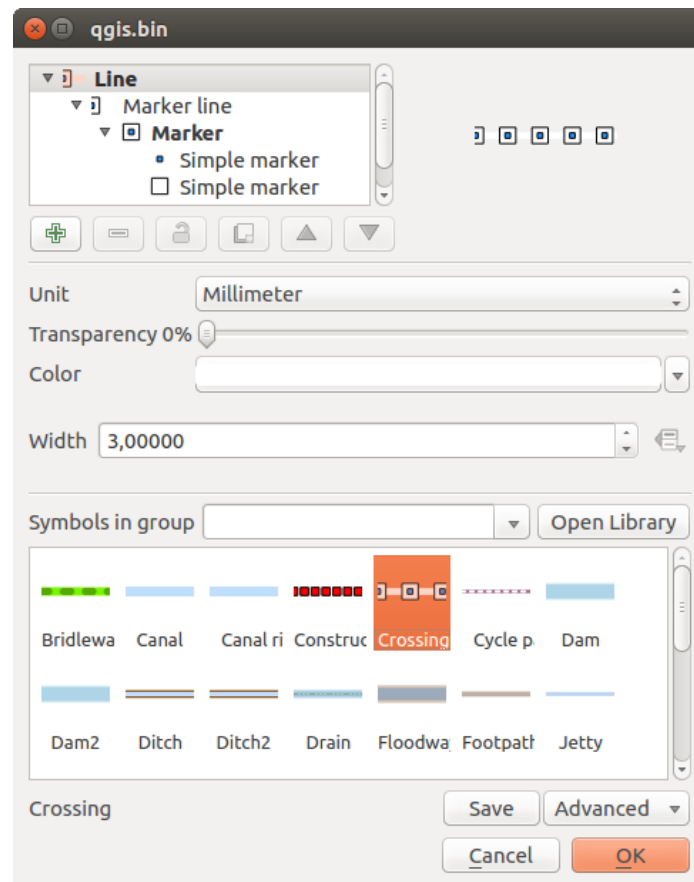 qgis.bin
Line
Marker line
Marker
Simple marker
Simple marker
Unit Millimeter
Transparency 0%
Color
Width 3,00000
Symbols in group Open Library
Bridlewa Canal Canal ri Construc Crossing Cycle p Dam
Dam2 Ditch Ditch2 Drain Floodwa Footpath Jetty
Crossing Save Advanced
Cancel OK